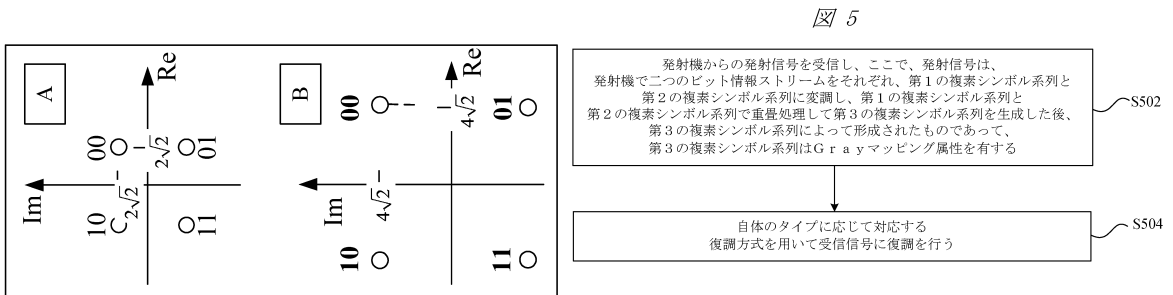 図 5
A
Im
Re
00
01
10
11
2√2
2√2
B
Im
Re
00
01
10
11
4√2
4√2
発射機からの発射信号を受信し、ここで、発射信号は、
発射機で二つのビット情報ストリームをそれぞれ、第1の複素シンボル系列と
第2の複素シンボル系列に変調し、第1の複素シンボル系列と
第2の複素シンボル系列で重畳処理して第3の複素シンボル系列を生成した後、
第3の複素シンボル系列によって形成されたものであって、
第3の複素シンボル系列はGrayマッピング属性を有する
S502
自体のタイプに応じて対応する
復調方式を用いて受信信号に復調を行う
S504